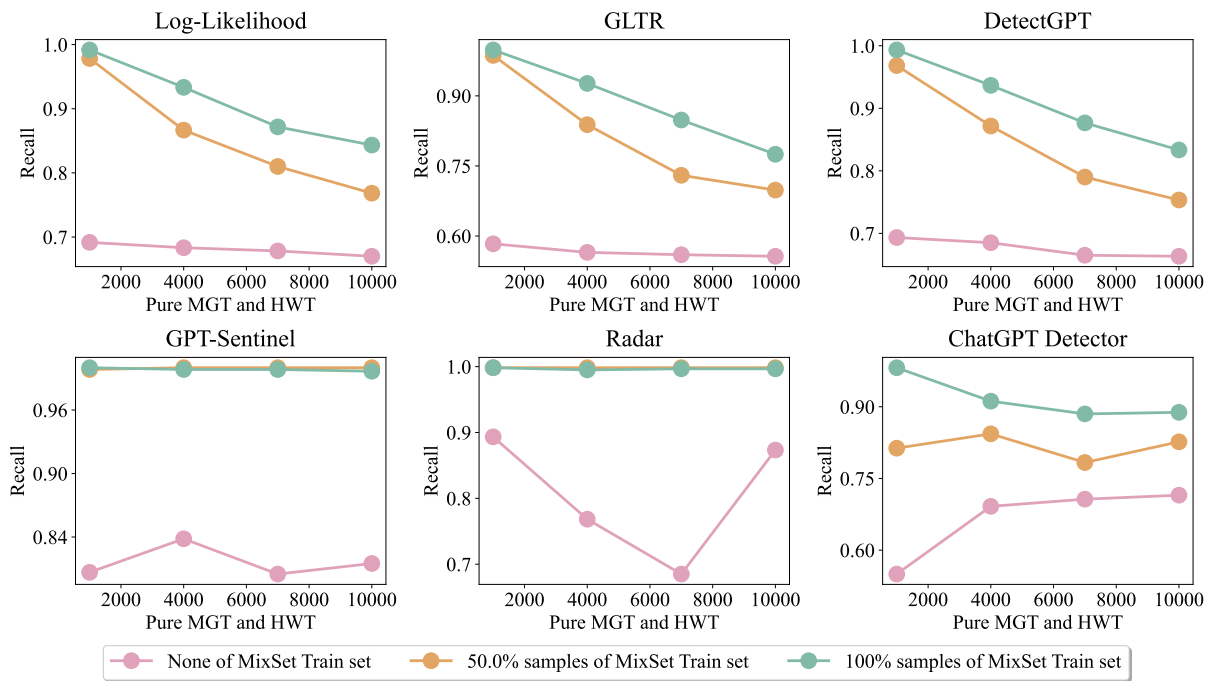 Log-Likelihood
GLTR
DetectGPT
1.0
0.9
0.8
0.7
Recall
2000 4000 6000 8000 10000
Pure MGT and HWT
0.90
0.75
0.60
Recall
2000 4000 6000 8000 10000
Pure MGT and HWT
1.0
0.9
0.8
0.7
Recall
2000 4000 6000 8000 10000
Pure MGT and HWT
GPT-Sentinel
Radar
ChatGPT Detector
0.96
0.90
0.84
Recall
2000 4000 6000 8000 10000
Pure MGT and HWT
1.0
0.9
0.8
0.7
Recall
2000 4000 6000 8000 10000
Pure MGT and HWT
0.90
0.75
0.60
Recall
2000 4000 6000 8000 10000
Pure MGT and HWT
None of MixSet Train set
50.0% samples of MixSet Train set
100% samples of MixSet Train set